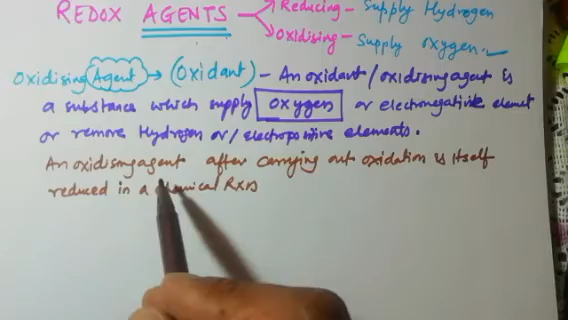 REDOX AGENTS → Reducing - Supply Hydrogen
Oxidising - Supply oxygen.
Oxidising Agent → (Oxidant) - An oxidant/oxidising agent is
a substance which supply oxygen or electronegative element
or remove Hydrogen or/electropositive elements.
An oxidising agent after carrying out oxidation is itself
reduced in a chemical Rxn